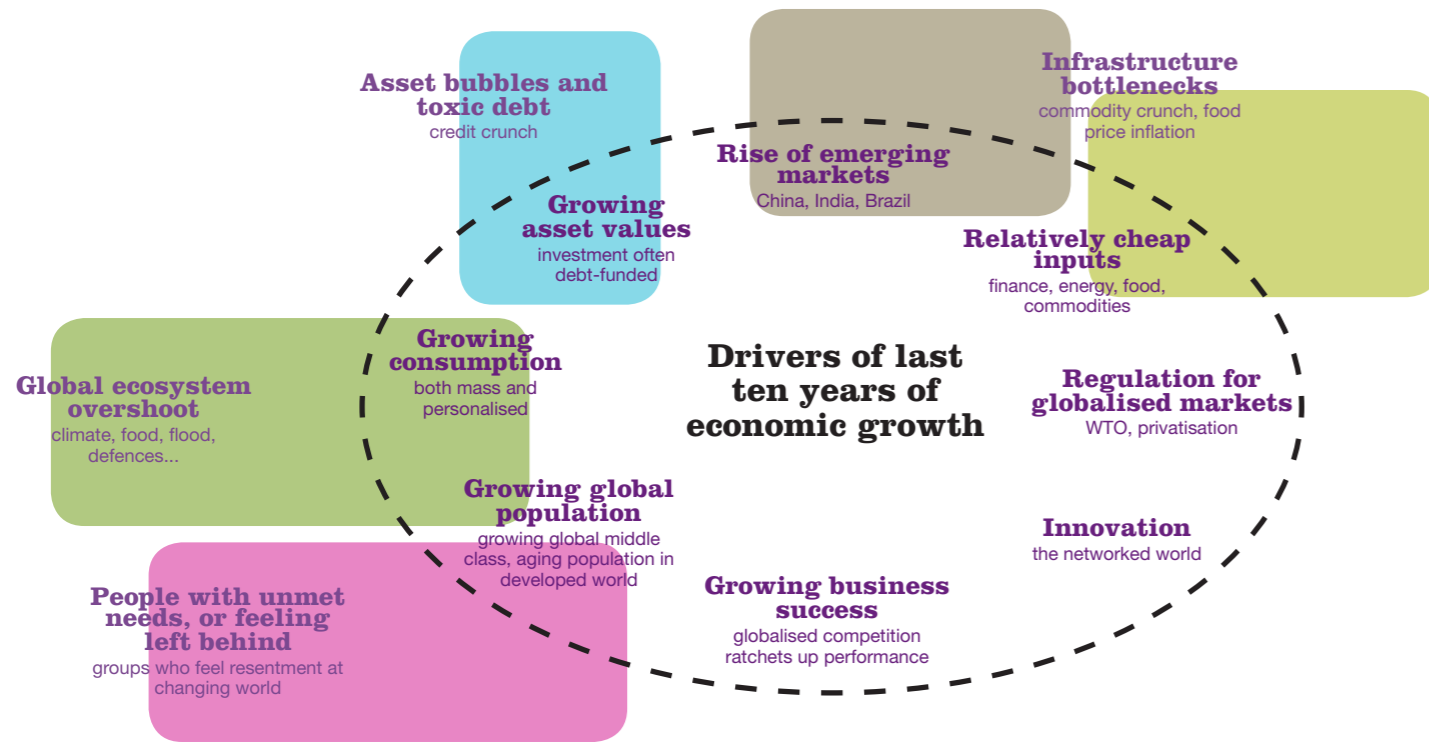 Asset bubbles and
toxic debt
credit crunch
Infrastructure
bottlenecks
commodity crunch, food
price inflation
Rise of emerging
markets
China, India, Brazil
Growing
asset values
investment often
debt-funded
Relatively cheap
inputs
finance, energy, food,
commodities
Growing
consumption
both mass and
personalised
Drivers of last
ten years of
economic growth
Regulation for
globalised markets
WTO, privatisation
Global ecosystem
overshoot
climate, food, flood,
defences...
Growing global
population
growing global middle
class, aging population in
developed world
Innovation
the networked world
Growing business
success
globalised competition
ratchets up performance
People with unmet
needs, or feeling
left behind
groups who feel resentment at
changing world